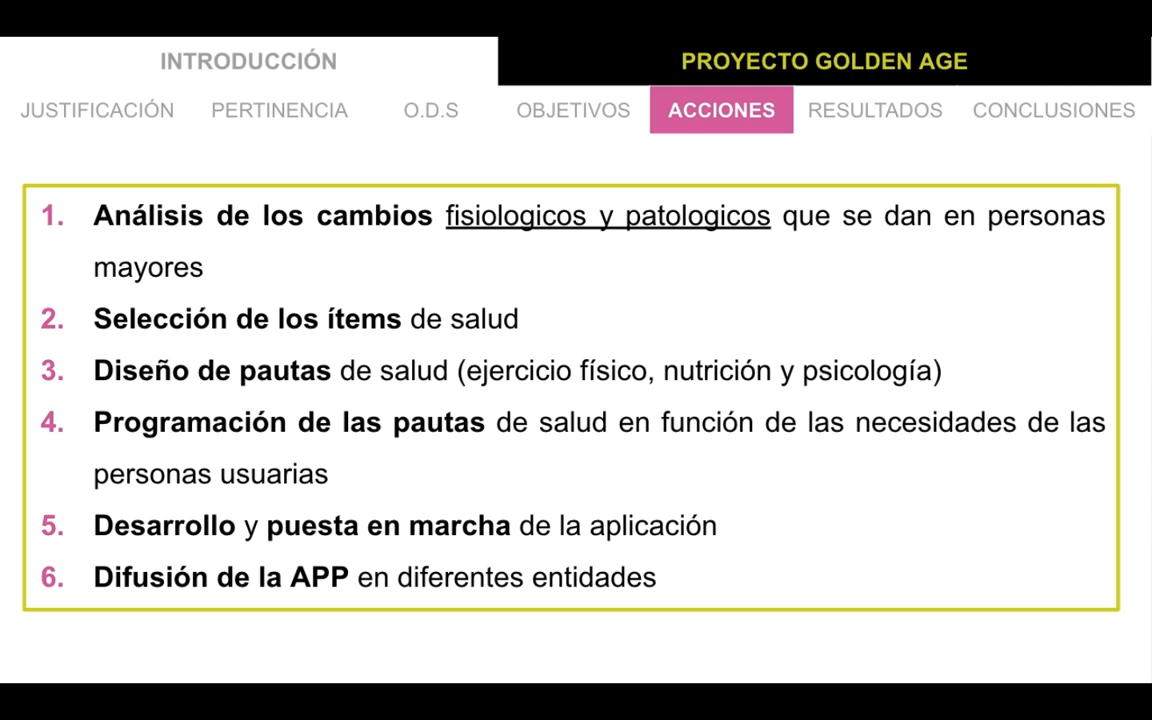 INTRODUCCIÓN
PROYECTO GOLDEN AGE
JUSTIFICACIÓN PERTINENCIA O.D.S OBJETIVOS ACCIONES RESULTADOS CONCLUSIONES
1. Análisis de los cambios fisiologicos y patologicos que se dan en personas
mayores
2. Selección de los ítems de salud
3. Diseño de pautas de salud (ejercicio físico, nutrición y psicología)
4. Programación de las pautas de salud en función de las necesidades de las
personas usuarias
5. Desarrollo y puesta en marcha de la aplicación
6. Difusión de la APP en diferentes entidades